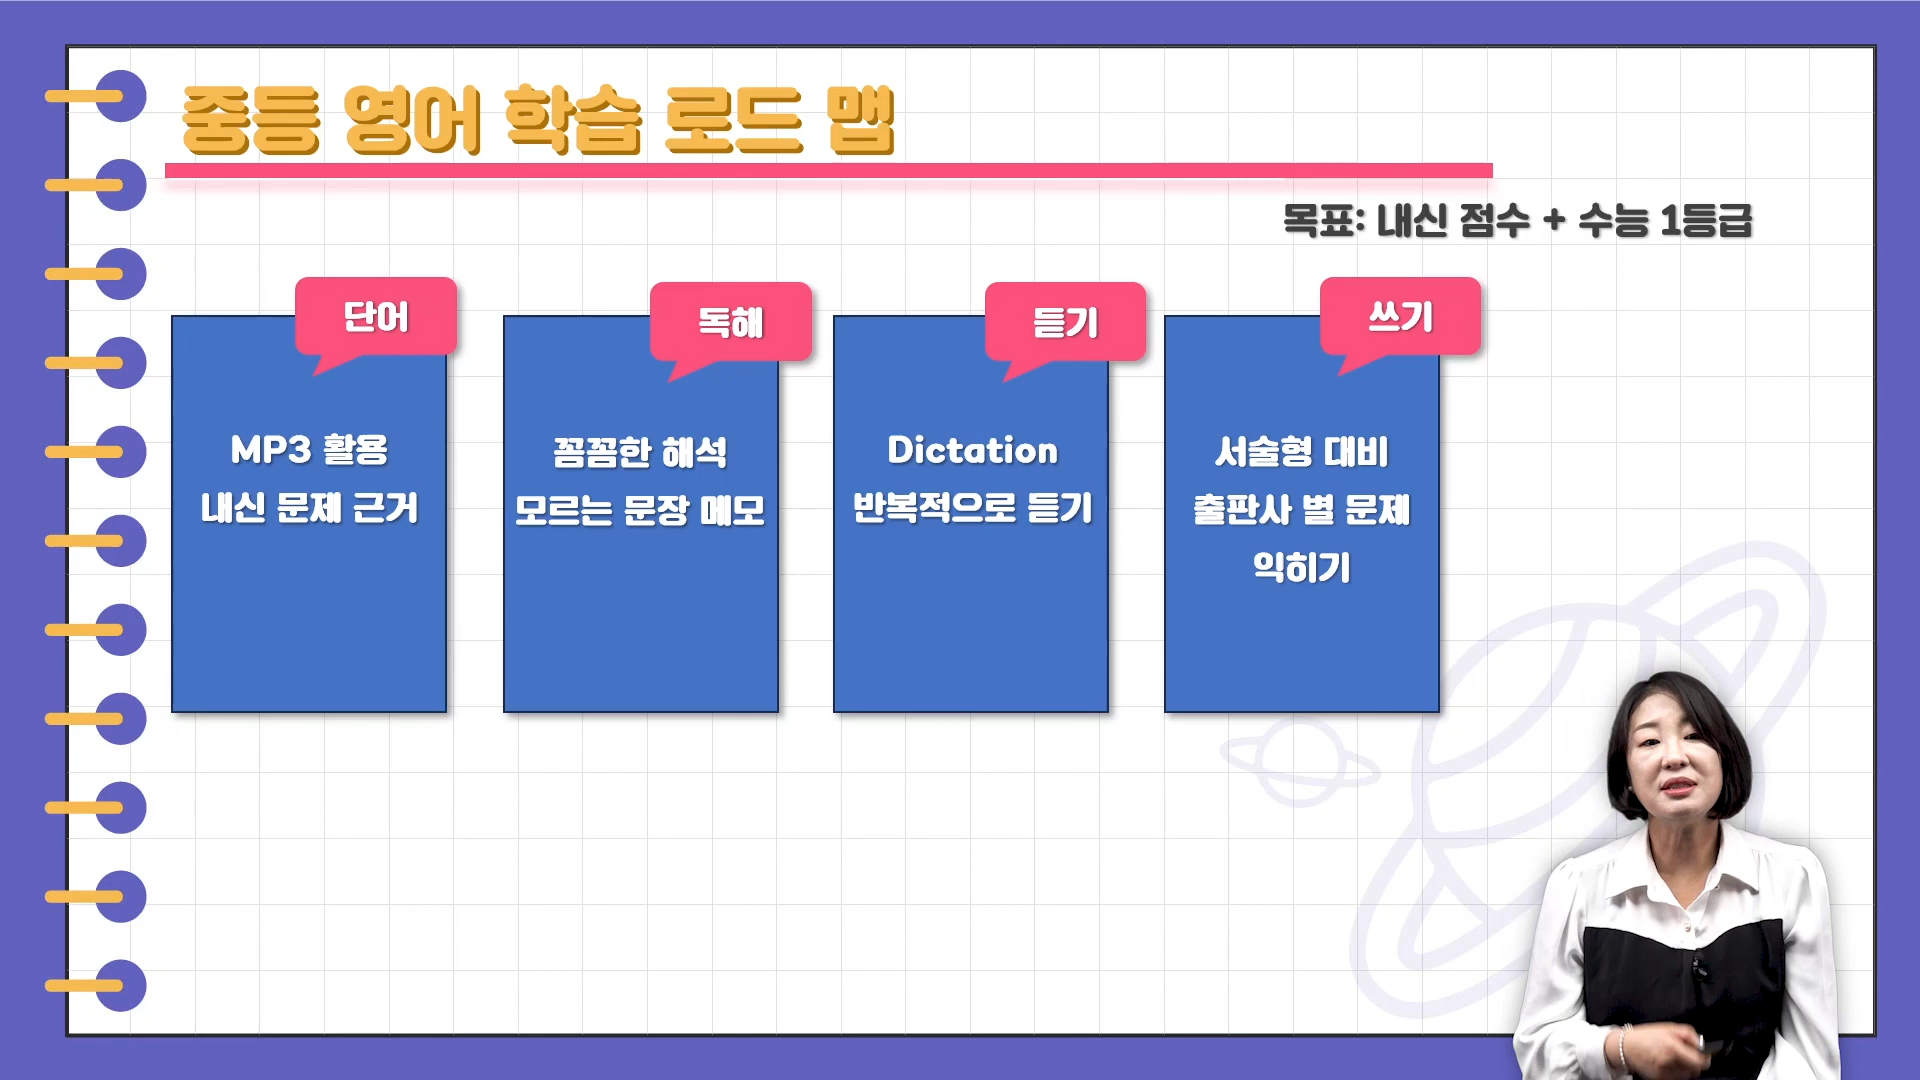 중등 영어 학습 로드 맵
목표: 내신 점수 + 수능 1등급
단어
MP3 활용
내신 문제 근거
독해
꼼꼼한 해석
모르는 문장 메모
듣기
Dictation
반복적으로 듣기
쓰기
서술형 대비
출판사 별 문제
익히기